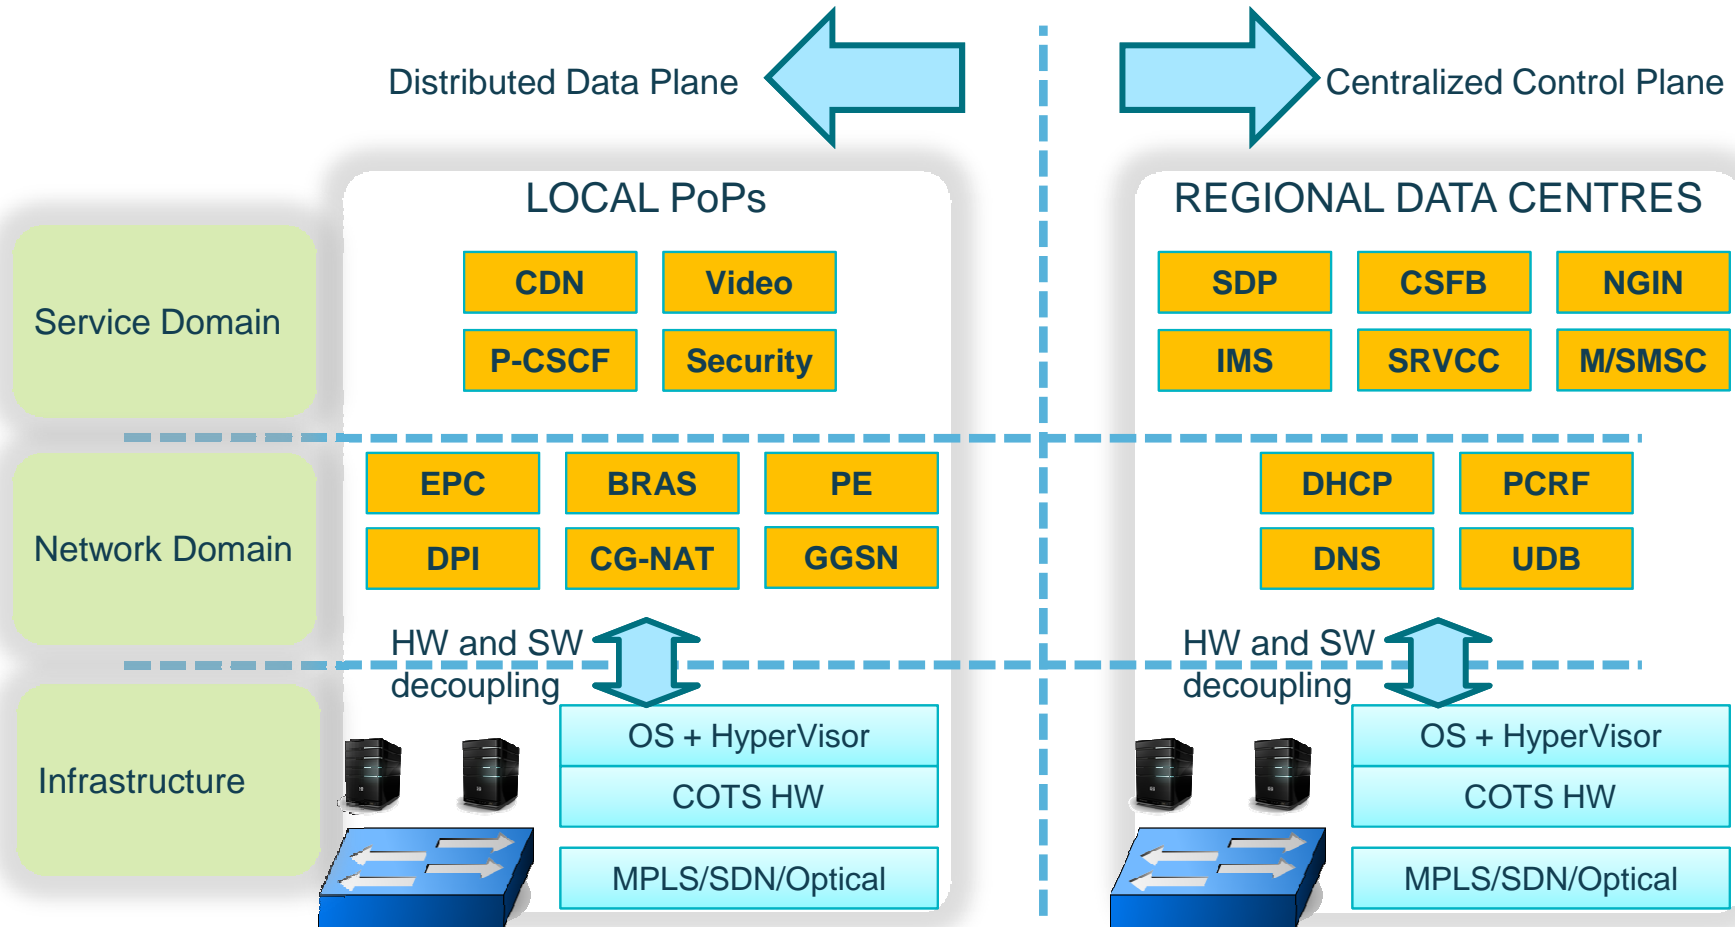 Distributed Data Plane
Centralized Control Plane
LOCAL PoPs
REGIONAL DATA CENTRES
Service Domain
CDN
Video
P-CSCF
Security
SDP
CSFB
NGIN
IMS
SRVCC
M/SMSC
Network Domain
EPC
BRAS
PE
DPI
CG-NAT
GGSN
DHCP
PCRF
DNS
UDB
HW and SW
decoupling
HW and SW
decoupling
Infrastructure
OS + HyperVisor
COTS HW
MPLS/SDN/Optical
OS + HyperVisor
COTS HW
MPLS/SDN/Optical